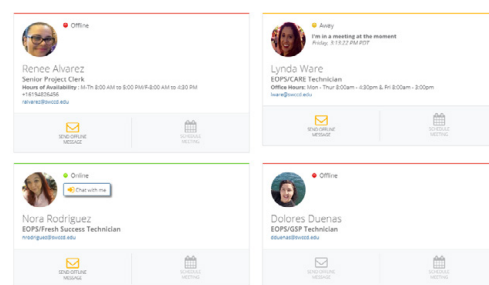 Offline
Renee Alvarez
Senior Project Clerk
Hours of Availability : M-Th 8:00 AM to 6:00 PM/F-8:00 AM to 4:30 PM
+16194826456
ralvarez@swccd.edu
SEND OFFLINE
MESSAGE
SCHEDULE
MEETING
Away
I'm in a meeting at the moment
Friday, 3:13:22 PM PDT
Lynda Ware
EOPS/CARE Technician
Office Hours: Mon - Thur 8:00am - 4:30pm & Fri 8:00am - 3:00pm
lware@swccd.edu
SEND OFFLINE
MESSAGE
SCHEDULE
MEETING
Online
Chat with me
Nora Rodriguez
EOPS/Fresh Success Technician
nrodriguez@swccd.edu
SEND OFFLINE
MESSAGE
SCHEDULE
MEETING
Offline
Dolores Duenas
EOPS/GSP Technician
dduenas@swccd.edu
SEND OFFLINE
MESSAGE
SCHEDULE
MEETING